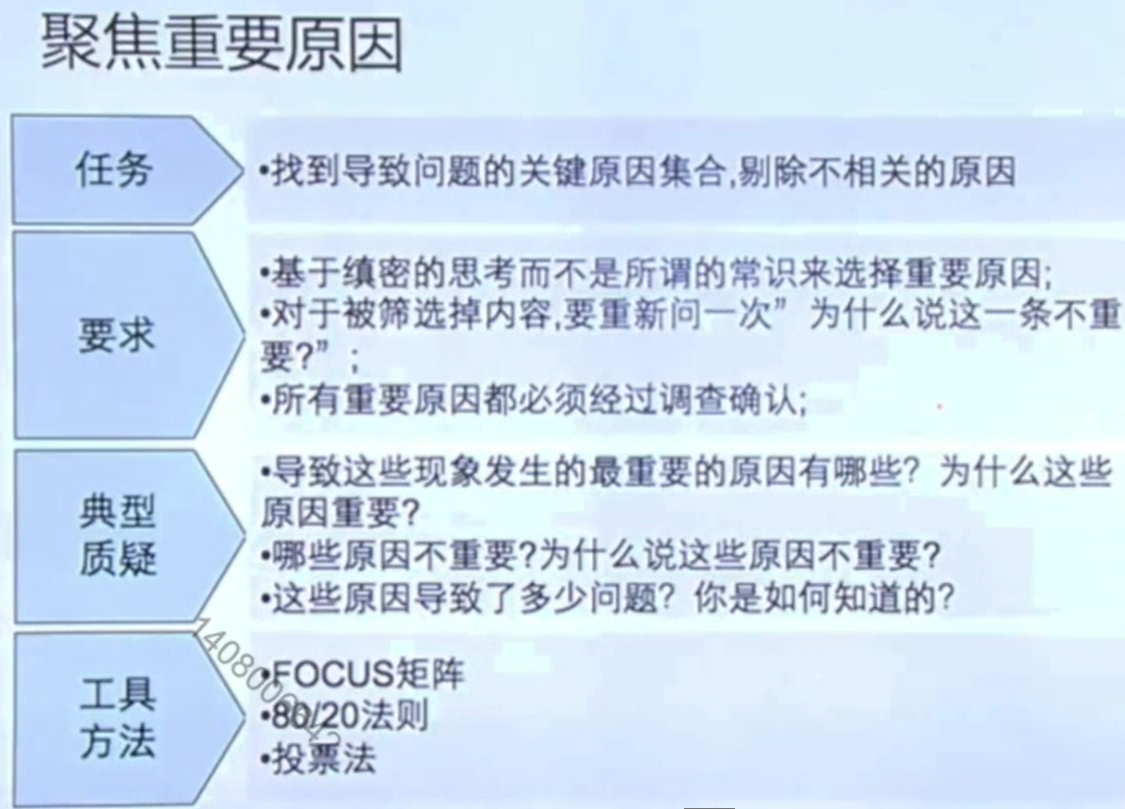 聚焦重要原因
任务
•找到导致问题的关键原因集合,剔除不相关的原因
要求
•基于缜密的思考而不是所谓的常识来选择重要原因;
•对于被筛选掉内容,要重新问一次”为什么说这一条不重
要?”;
•所有重要原因都必须经过调查确认;
典型
质疑
•导致这些现象发生的最重要的原因有哪些? 为什么这些
原因重要?
•哪些原因不重要?为什么说这些原因不重要?
•这些原因导致了多少问题? 你是如何知道的?
工具
方法
•FOCUS矩阵
•80/20法则
•投票法